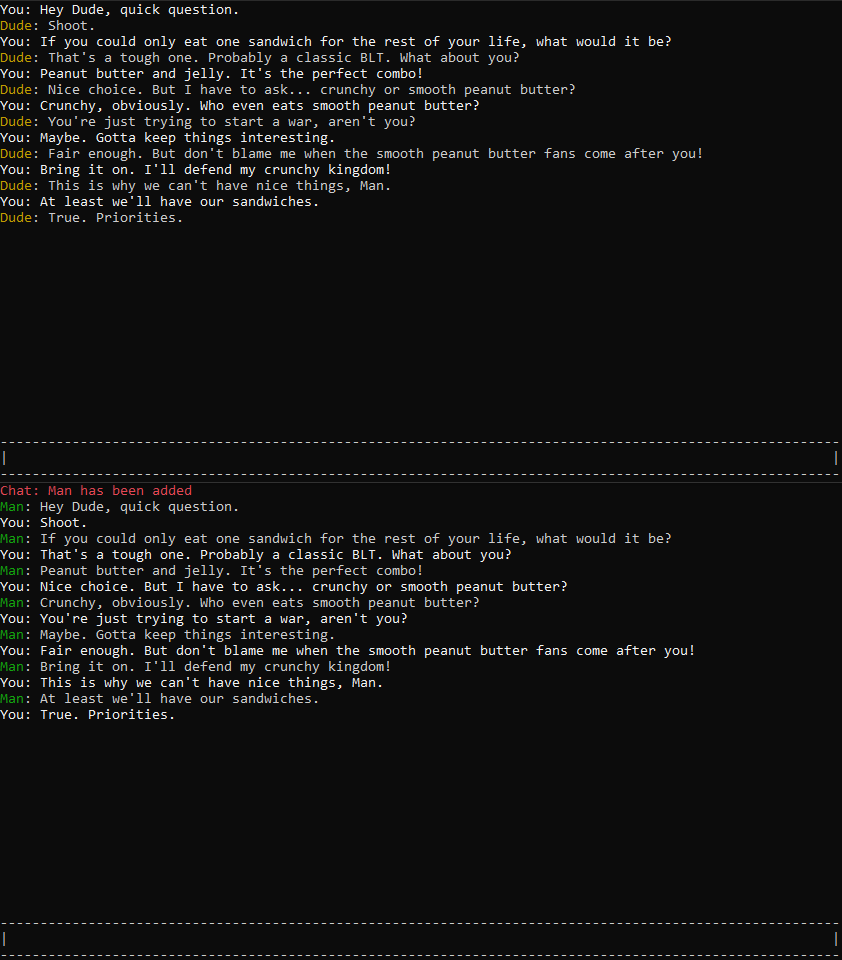 You: Hey Dude, quick question.
Dude: Shoot.
You: If you could only eat one sandwich for the rest of your life, what would it be?
Dude: That's a tough one. Probably a classic BLT. What about you?
You: Peanut butter and jelly. It's the perfect combo!
Dude: Nice choice. But I have to ask... crunchy or smooth peanut butter?
You: Crunchy, obviously. Who even eats smooth peanut butter?
Dude: You're just trying to start a war, aren't you?
You: Maybe. Gotta keep things interesting.
Dude: Fair enough. But don't blame me when the smooth peanut butter fans come after you!
You: Bring it on. I'll defend my crunchy kingdom!
Dude: This is why we can't have nice things, Man.
You: At least we'll have our sandwiches.
Dude: True. Priorities.
Chat: Man has been added
Man: Hey Dude, quick question.
You: Shoot.
Man: If you could only eat one sandwich for the rest of your life, what would it be?
You: That's a tough one. Probably a classic BLT. What about you?
Man: Peanut butter and jelly. It's the perfect combo!
You: Nice choice. But I have to ask... crunchy or smooth peanut butter?
Man: Crunchy, obviously. Who even eats smooth peanut butter?
You: You're just trying to start a war, aren't you?
Man: Maybe. Gotta keep things interesting.
You: Fair enough. But don't blame me when the smooth peanut butter fans come after you!
Man: Bring it on. I'll defend my crunchy kingdom!
You: This is why we can't have nice things, Man.
Man: At least we'll have our sandwiches.
You: True. Priorities.